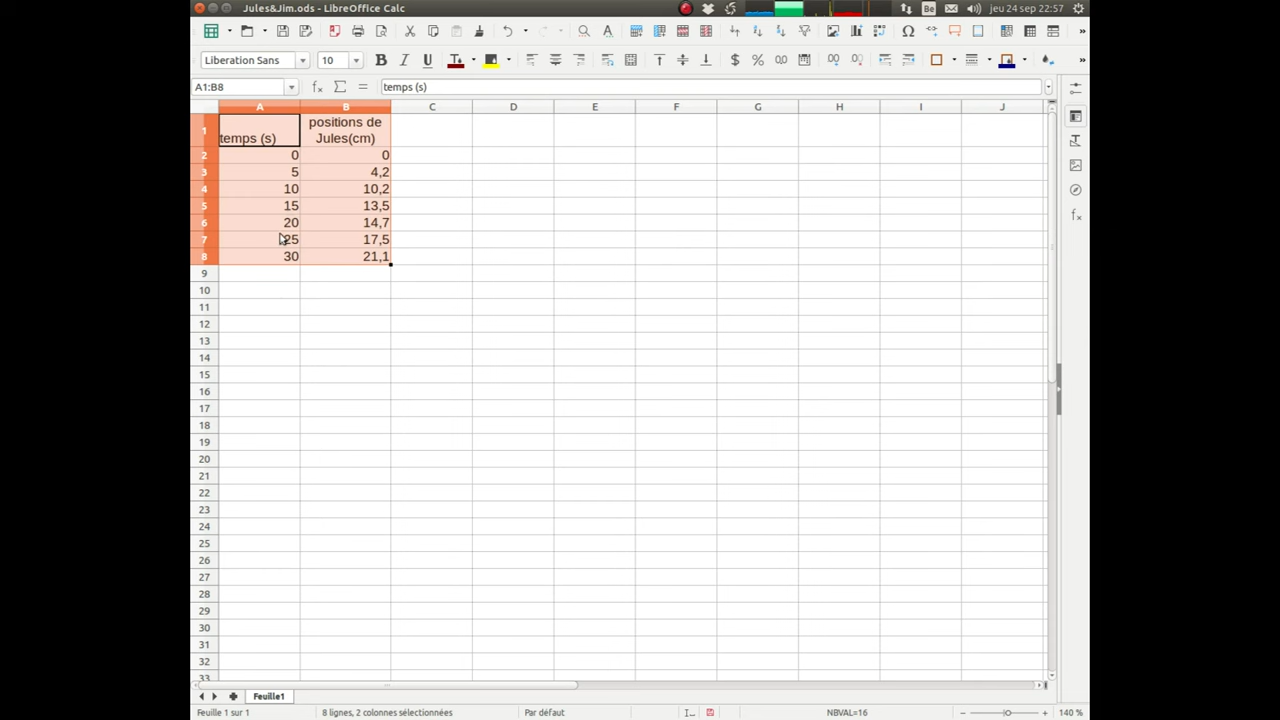 Jules&Jim.ods - LibreOffice Calc
Be
jeu 24 sep 22:57
Liberation Sans
10
A1:B8
temps (s)
A B C D E F G H I J
1 temps (s) positions de
Jules(cm)
2 0 0
3 5 4,2
4 10 10,2
5 15 13,5
6 20 14,7
7 25 17,5
8 30 21,1
9
10
11
12
13
14
15
16
17
18
19
20
21
22
23
24
25
26
27
28
29
30
31
32
33
Feuille1
Feuille 1 sur 1 8 lignes, 2 colonnes sélectionnées Par défaut NBVAL=16 140 %